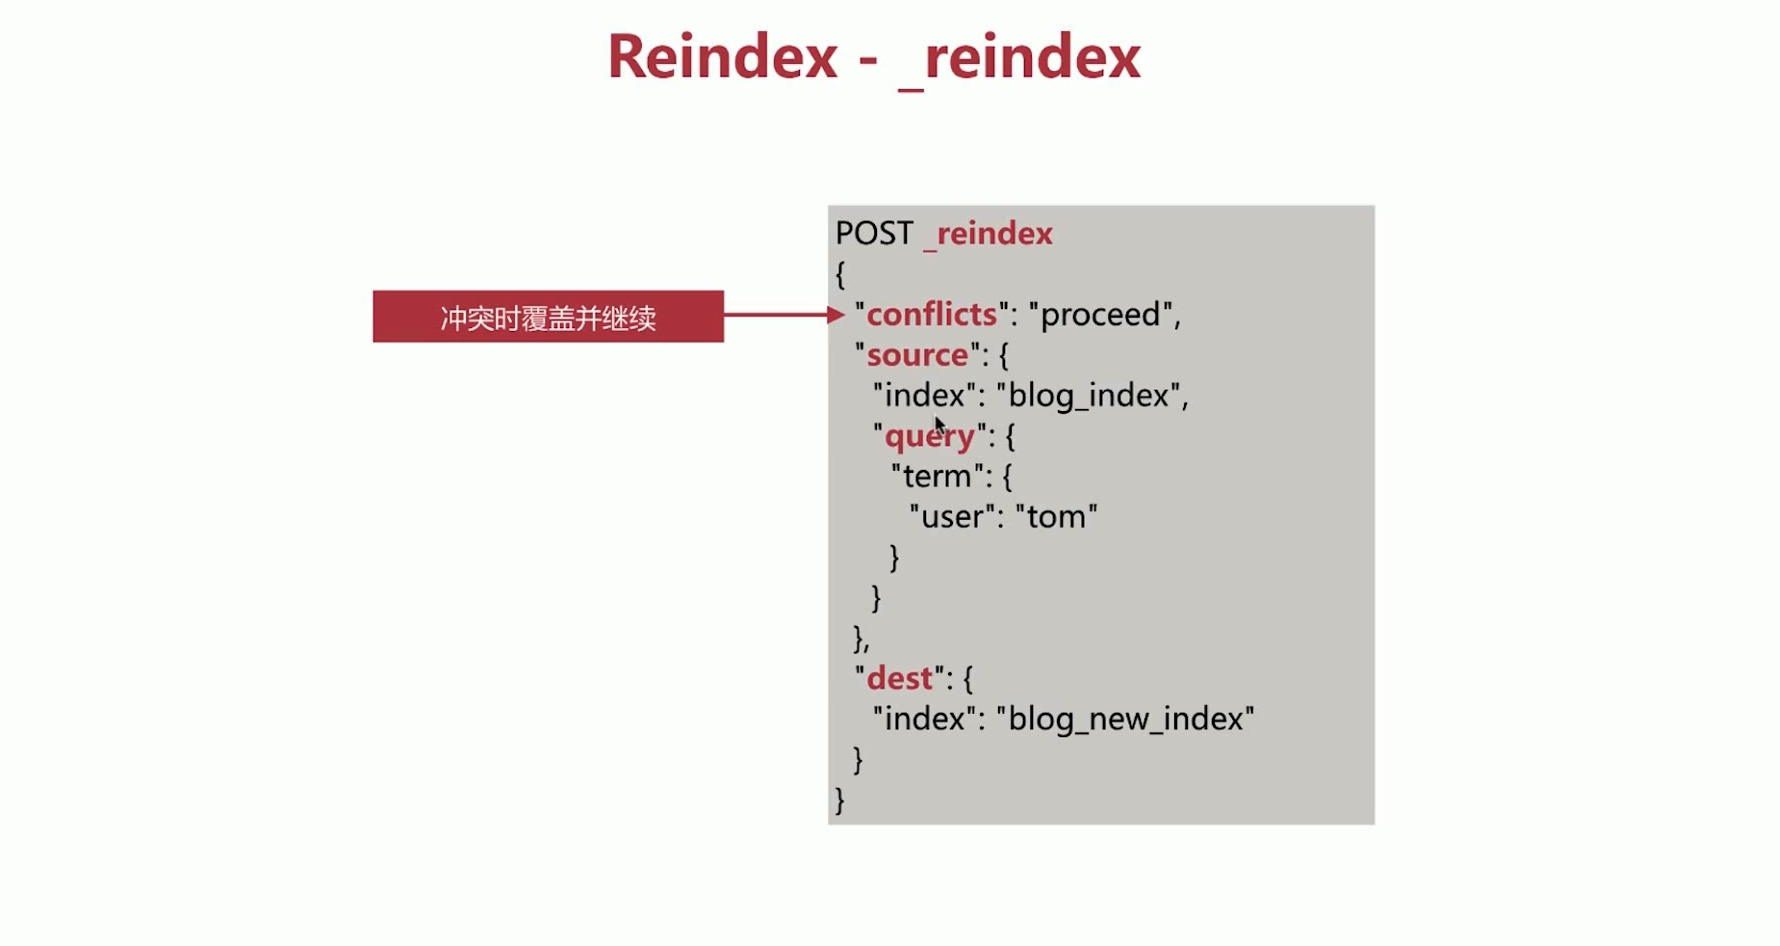 Reindex - _reindex
冲突时覆盖并继续
POST _reindex
{
  "conflicts": "proceed",
  "source": {
    "index": "blog_index",
    "query": {
      "term": {
        "user": "tom"
      }
    }
  },
  "dest": {
    "index": "blog_new_index"
  }
}